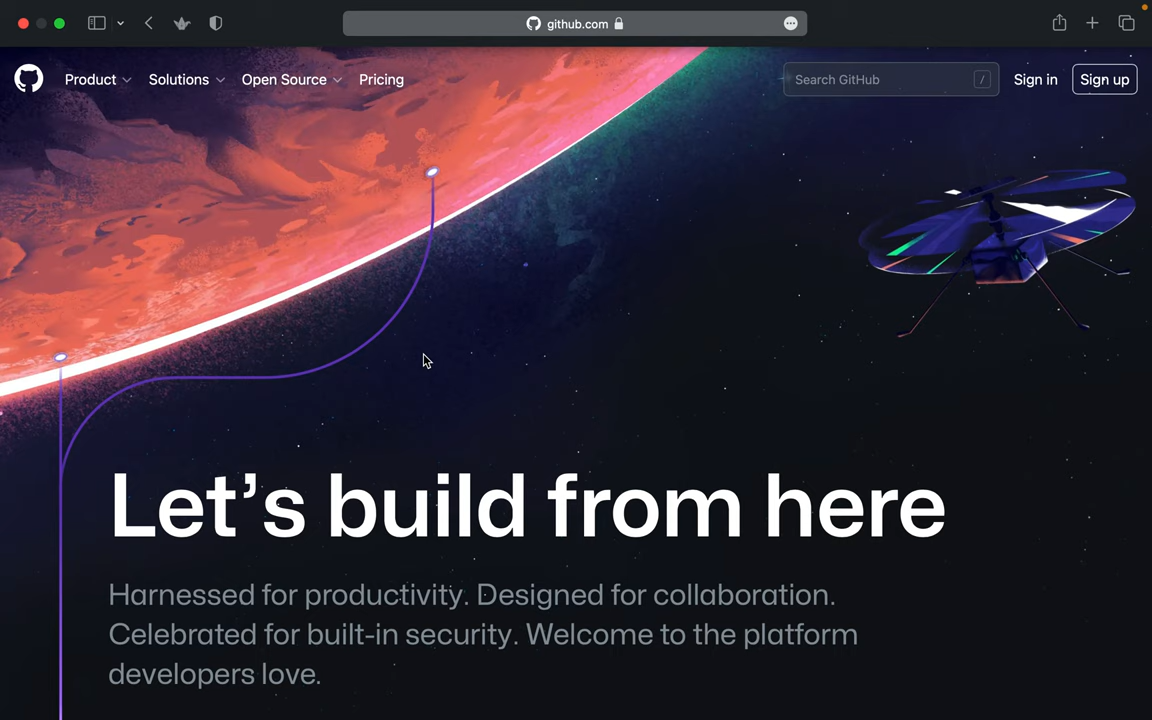 github.com
Product
Solutions
Open Source
Pricing
Search GitHub
/
Sign in
Sign up
Let’s build from here
Harnessed for productivity. Designed for collaboration.
Celebrated for built-in security. Welcome to the platform
developers love.